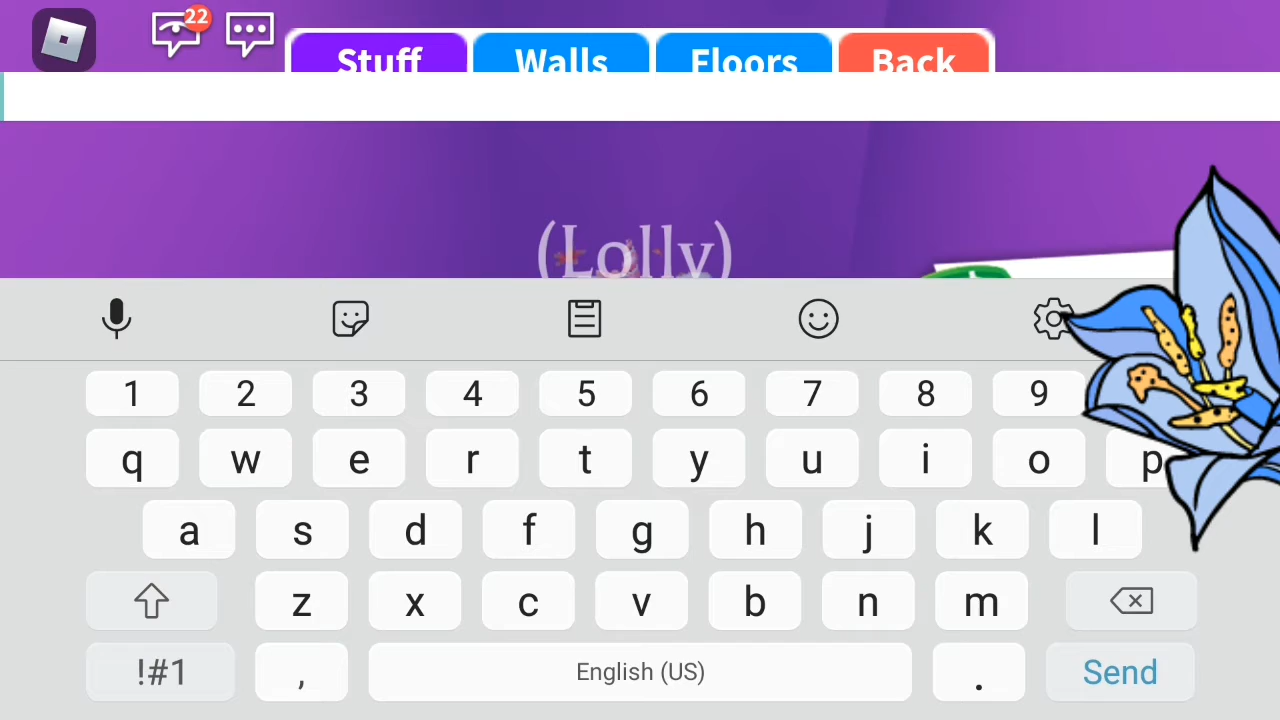 22
Stuff Walls Floors Back
(Lolly)
1 2 3 4 5 6 7 8 9
q w e r t y u i o p
a s d f g h j k l
z x c v b n m
!#1 , English (US) . Send